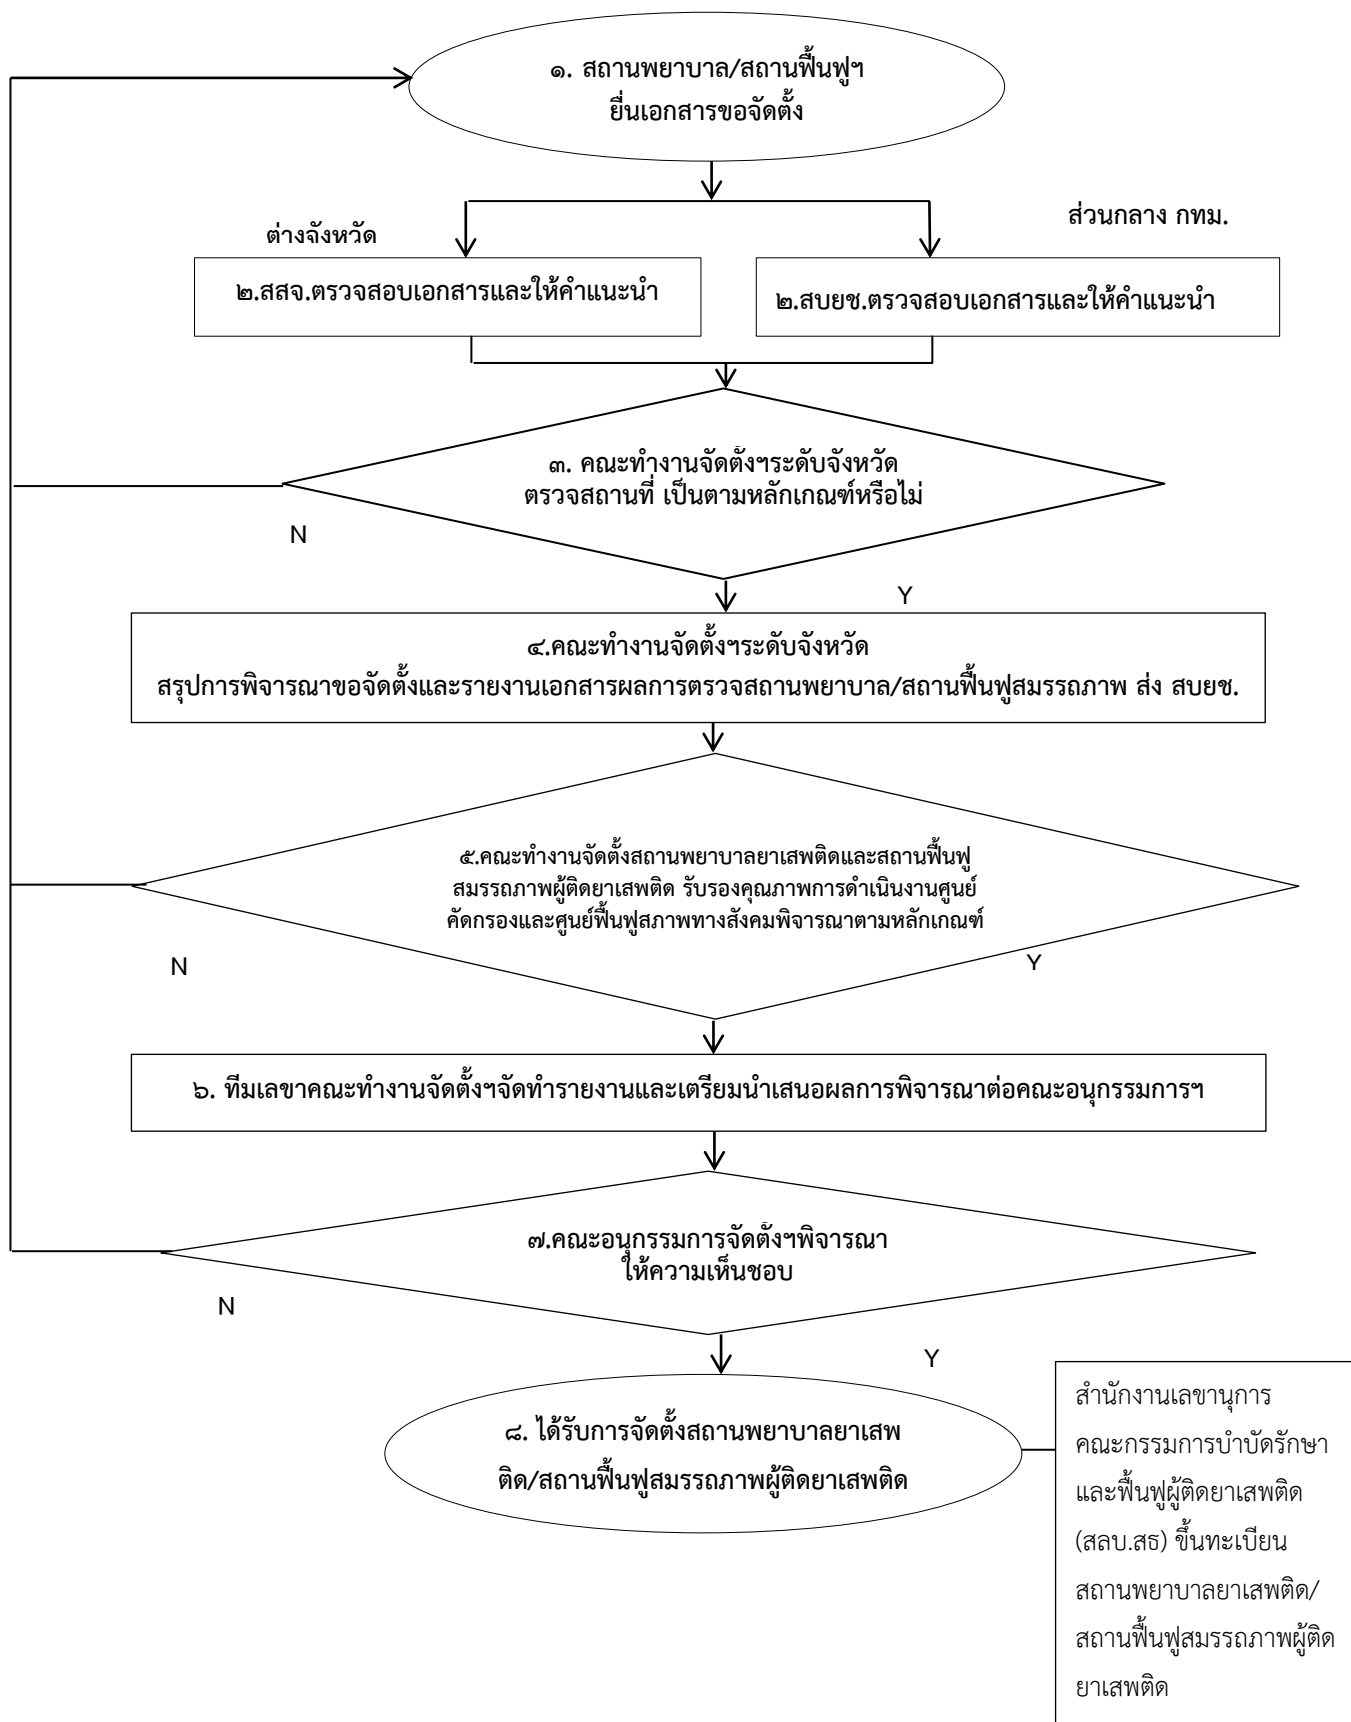 ๑. สถานพยาบาล/สถานฟื้นฟูฯ
ยื่นเอกสารขอจัดตั้ง
ต่างจังหวัด
ส่วนกลาง กทม.
๒.สสจ.ตรวจสอบเอกสารและให้คำแนะนำ
๒.สบยช.ตรวจสอบเอกสารและให้คำแนะนำ
๓. คณะทำงานจัดตั้งฯระดับจังหวัด
ตรวจสถานที่ เป็นตามหลักเกณฑ์หรือไม่
N
Y
๔.คณะทำงานจัดตั้งฯระดับจังหวัด
สรุปการพิจารณาขอจัดตั้งและรายงานเอกสารผลการตรวจสถานพยาบาล/สถานฟื้นฟูสมรรถภาพ ส่ง สบยช.
๕.คณะทำงานจัดตั้งสถานพยาบาลยาเสพติดและสถานฟื้นฟู
สมรรถภาพผู้ติดยาเสพติด รับรองคุณภาพการดำเนินงานศูนย์
คัดกรองและศูนย์ฟื้นฟูสภาพทางสังคมพิจารณาตามหลักเกณฑ์
N
Y
๖. ทีมเลขาคณะทำงานจัดตั้งฯจัดทำรายงานและเตรียมนำเสนอผลการพิจารณาต่อคณะอนุกรรมการฯ
๗.คณะอนุกรรมการจัดตั้งฯพิจารณา
ให้ความเห็นชอบ
N
Y
๘. ได้รับการจัดตั้งสถานพยาบาลยาเสพ
ติด/สถานฟื้นฟูสมรรถภาพผู้ติดยาเสพติด
สำนักงานเลขานุการ
คณะกรรมการบำบัดรักษา
และฟื้นฟูผู้ติดยาเสพติด
(สลบ.สธ) ขึ้นทะเบียน
สถานพยาบาลยาเสพติด/
สถานฟื้นฟูสมรรถภาพผู้ติด
ยาเสพติด